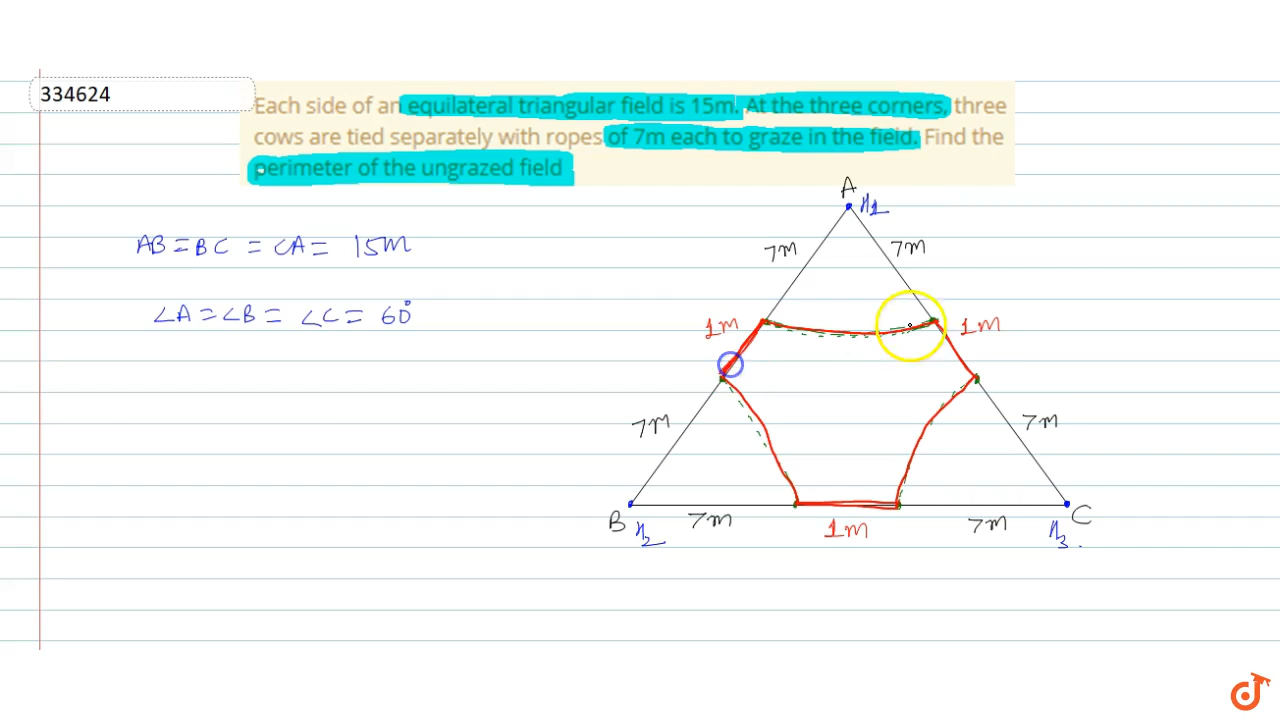 334624
Each side of an equilateral triangular field is 15m. At the three corners, three
cows are tied separately with ropes of 7m each to graze in the field. Find the
perimeter of the ungrazed field
A
AB = BC = CA = 15m
7m 7m
∠A = ∠B = ∠C = 60°
1m 1m
7m 7m
B 7m 1m 7m C